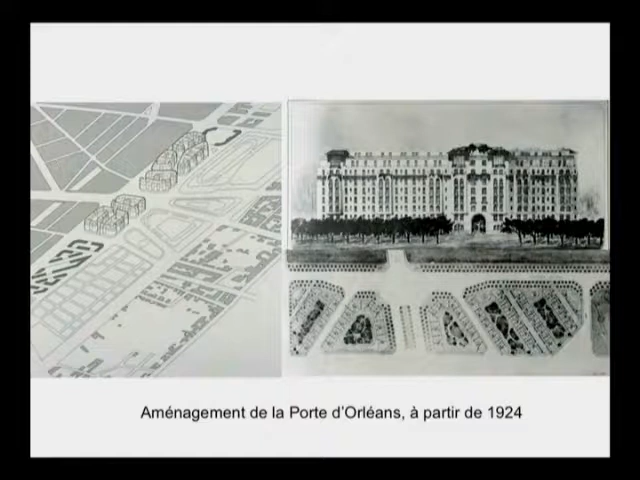 Aménagement de la Porte d’Orléans, à partir de 1924